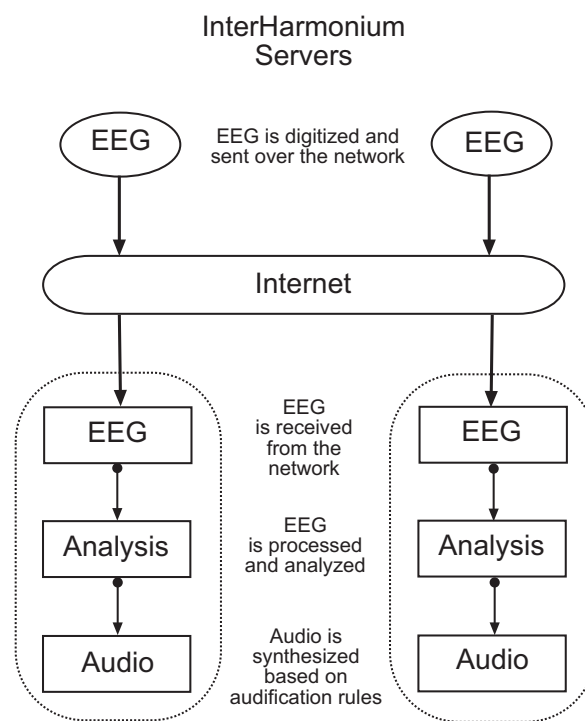 InterHarmonium
Servers
EEG
EEG is digitized and
sent over the network
EEG
Internet
EEG
EEG
is received
from the
network
EEG
Analysis
EEG
is processed
and analyzed
Analysis
Audio
Audio is
synthesized
based on
audification rules
Audio